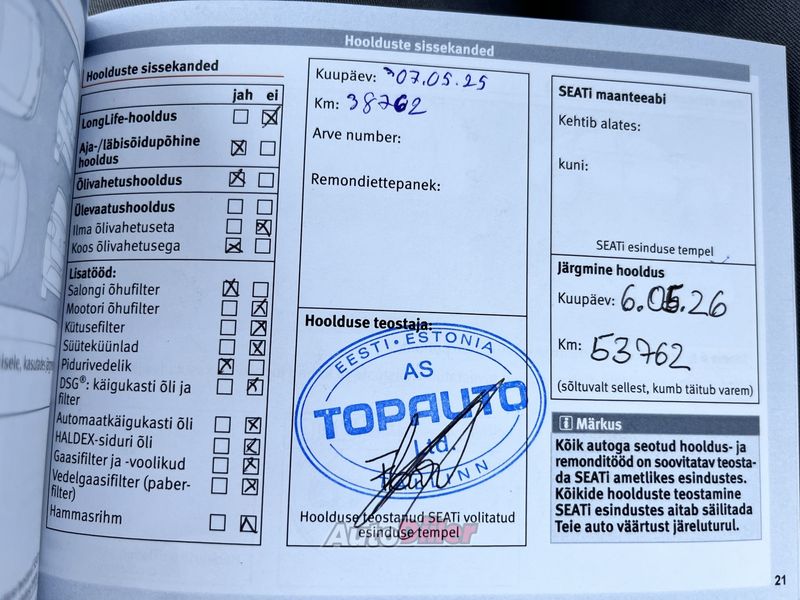 Hoolduste sissekanded
Hoolduste sissekanded
jah ei
LongLife-hooldus
Aja-/läbisõidupõhine
hooldus
Õlivahetushooldus
Ülevaatushooldus
Ilma õlivahetuseta
Koos õlivahetusega
Lisatööd:
Salongi õhufilter
Mootori õhufilter
Kütusefilter
Süüteküünlad
Pidurivedelik
DSG®: käigukasti õli ja
filter
Automaatkäigukasti õli
HALDEX-siduri õli
Gaasifilter ja -voolikud
Vedelgaasifilter (paber-
filter)
Hammasrihm
Kuupäev: 07.05.25
Km: 38762
Arve number:
Remondiettepanek:
Hoolduse teostaja:
EESTI • ESTONIA
AS
TOPAUTO
Ltd.
Hoolduse teostanud SEATi volitatud
esinduse tempel
AutoDiiler
SEATi maanteeabi
Kehtib alates:
kuni:
SEATi esinduse tempel
Järgmine hooldus
Kuupäev: 6.05.26
Km: 53762
(sõltuvalt sellest, kumb täitub varem)
i Märkus
Kõik autoga seotud hooldus- ja
remonditööd on soovitatav teosta-
da SEATi ametlikes esindustes.
Kõikide hoolduste teostamine
SEATi esindustes aitab säilitada
Teie auto väärtust järeluturul.
21